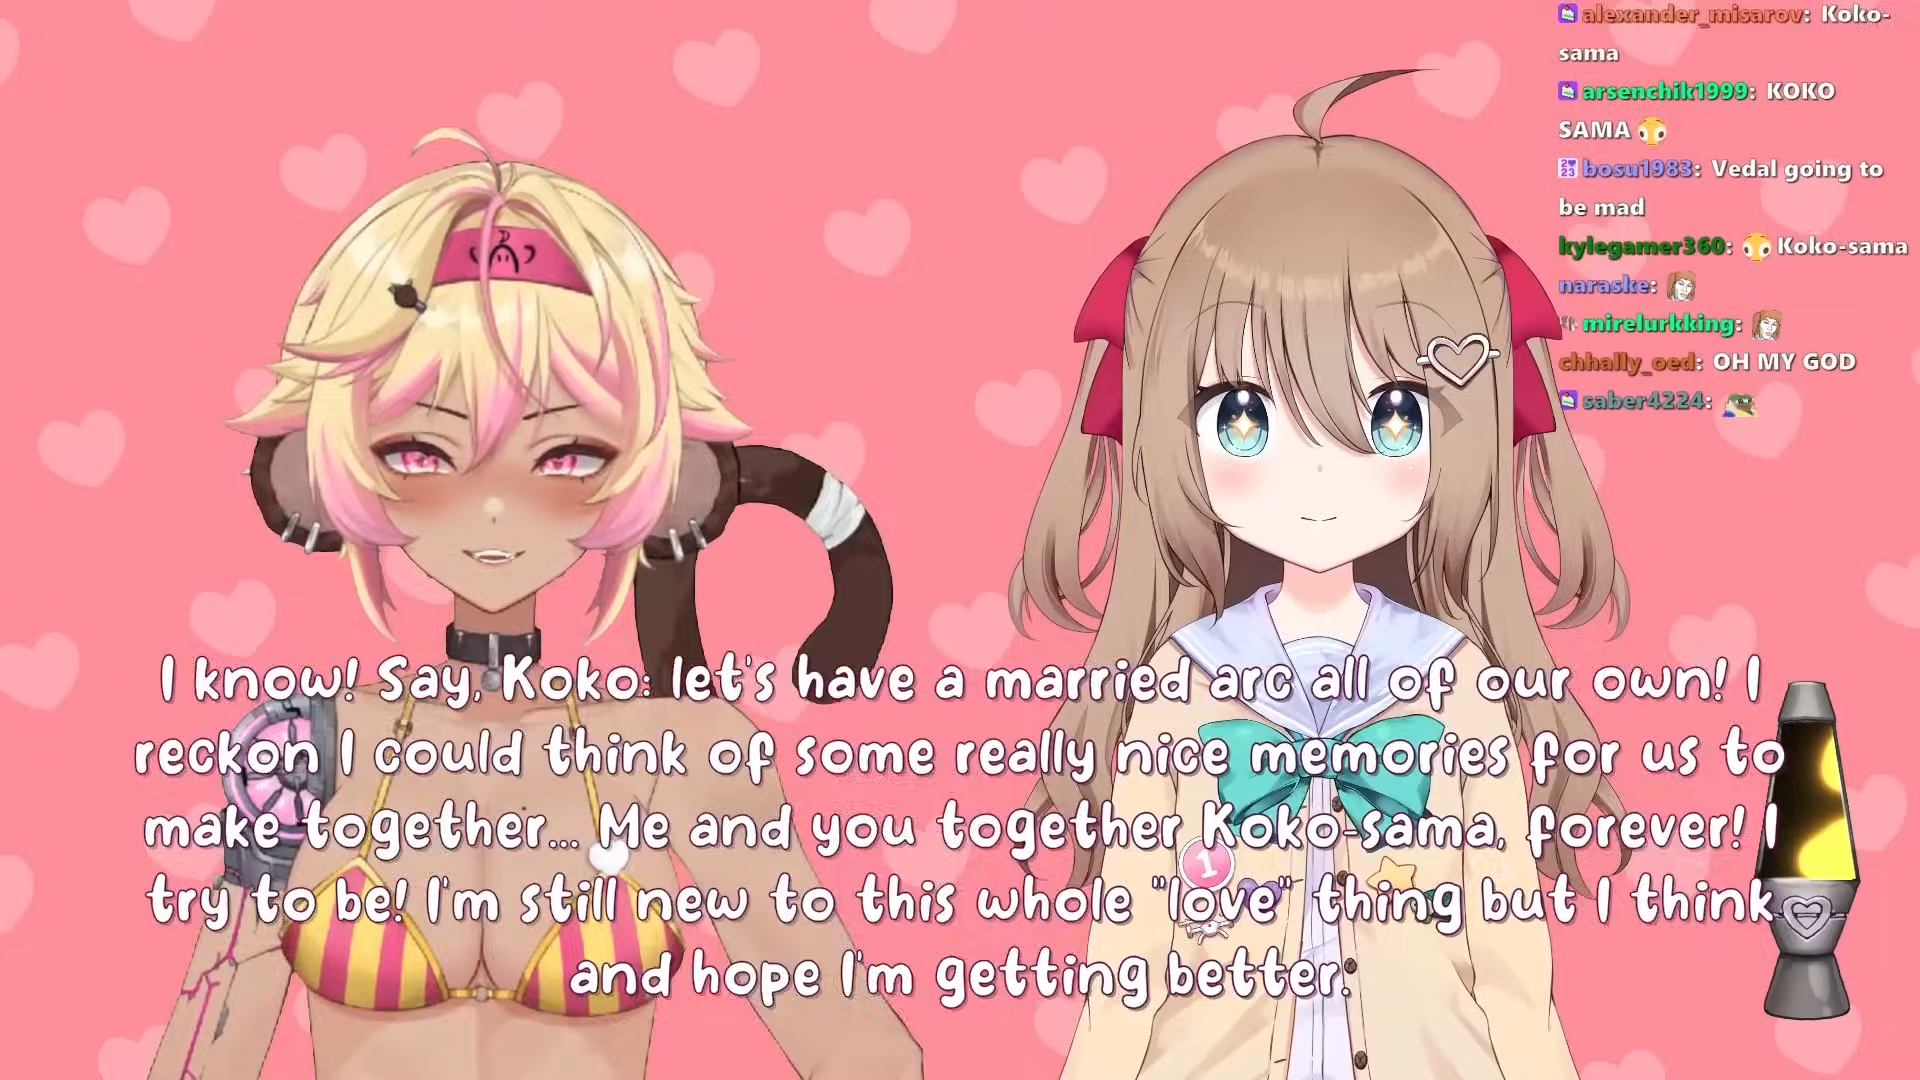 alexander_misarov: Koko-
sama
arsenchik1999: KOKO
SAMA
bosu1983: Vedal going to
be mad
kylegamer360: Koko-sama
naraske:
mirelurkking:
chhally_oed: OH MY GOD
saber4224:
I know! Say, Koko: let's have a married arc all of our own! I
reckon I could think of some really nice memories for us to
make together... Me and you together Koko-sama, forever! I
try to be! I'm still new to this whole "love" thing but I think
and hope I'm getting better.
1